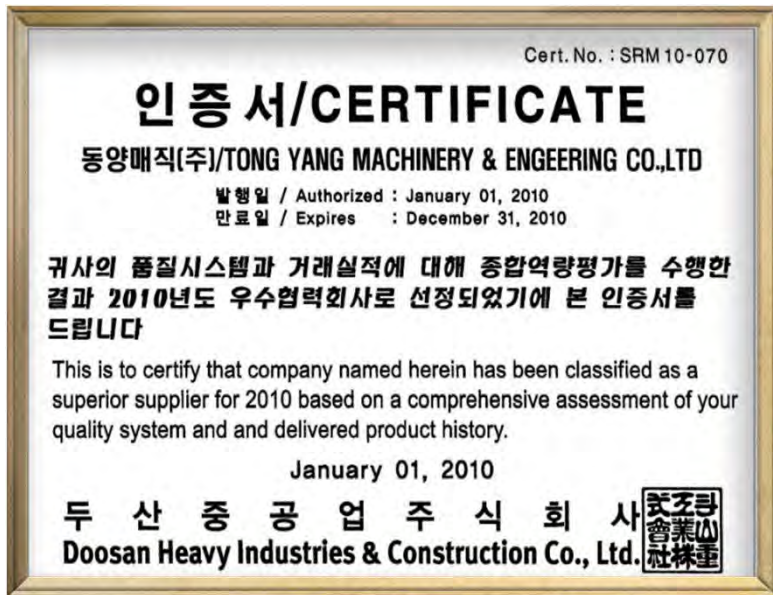 Cert. No. : SRM 10-070
인증서/CERTIFICATE
동양매직(주)/TONG YANG MACHINERY & ENGEERING CO.,LTD
발행일 / Authorized : January 01, 2010
만료일 / Expires : December 31, 2010
귀사의 품질시스템과 거래실적에 대해 종합역량평가를 수행한
결과 2010년도 우수협력회사로 선정되었기에 본 인증서를
드립니다
This is to certify that company named herein has been classified as a
superior supplier for 2010 based on a comprehensive assessment of your
quality system and and delivered product history.
January 01, 2010
두산중공업주식회사
Doosan Heavy Industries & Construction Co., Ltd.